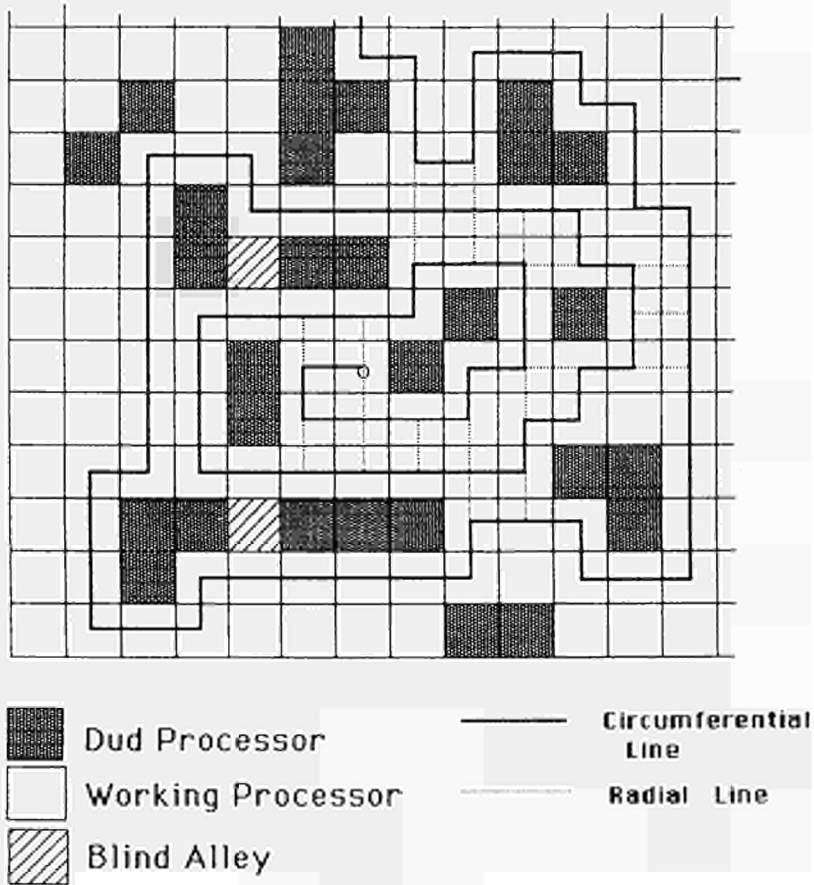 Dud Processor
Working Processor
Blind Alley
Circumferential
Line
Radial Line